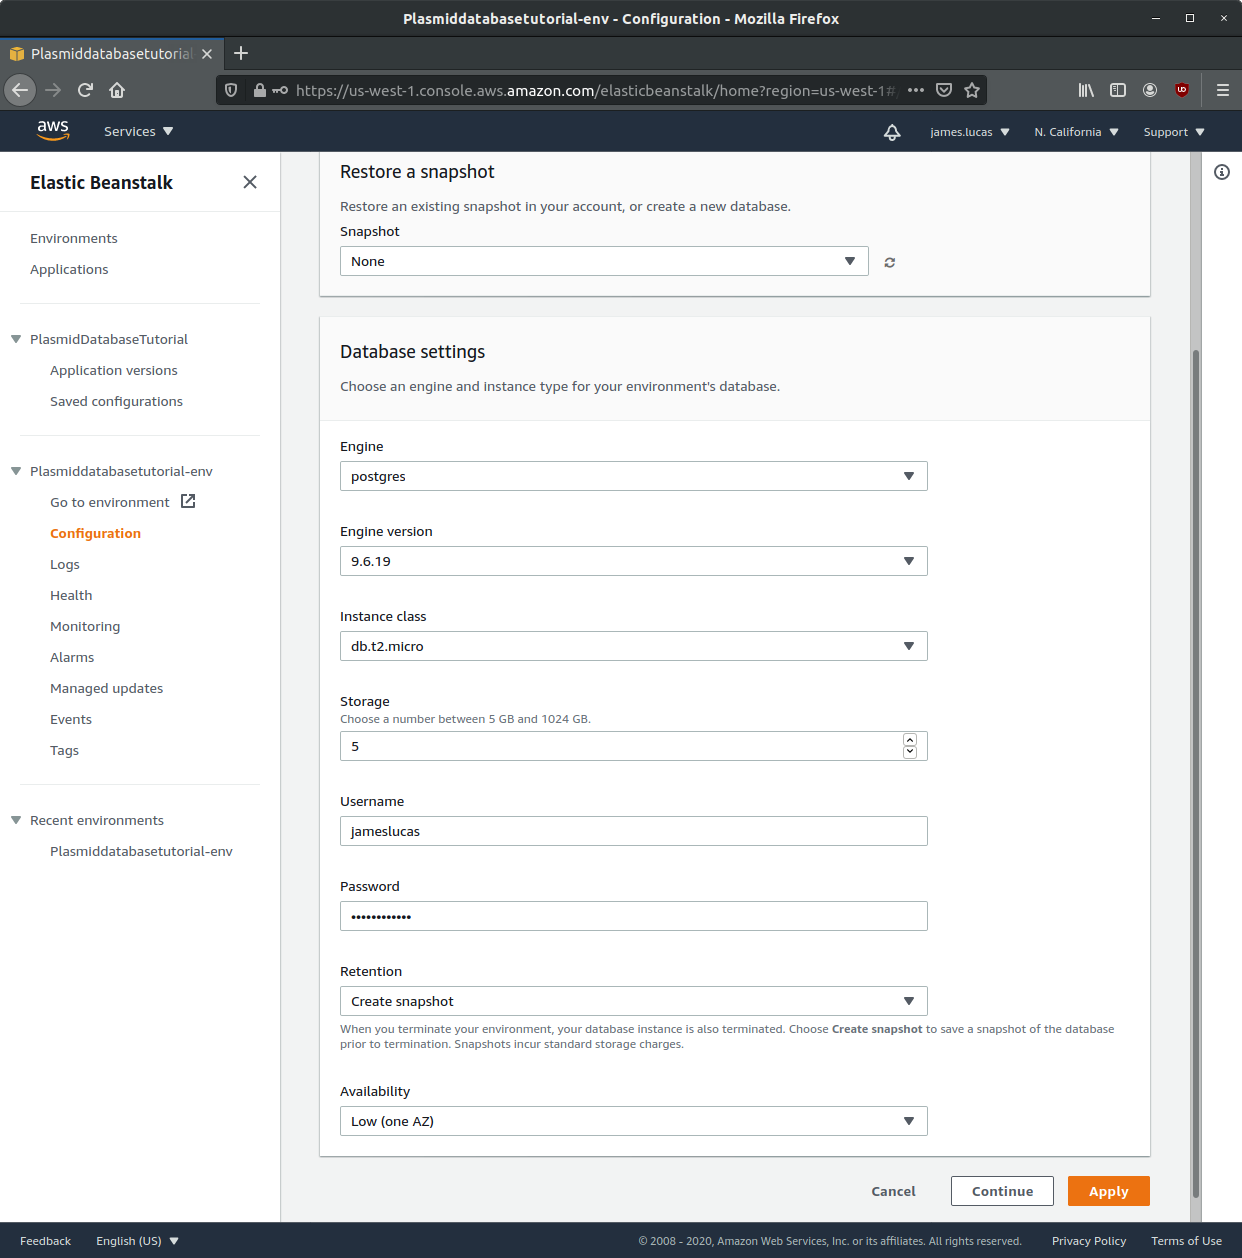 Plasmiddatabasetutorial-env - Configuration - Mozilla Firefox
Plasmiddatabasetutorial
https://us-west-1.console.aws.amazon.com/elasticbeanstalk/home?region=us-west-1#
aws
Services
james.lucas
N. California
Support
Elastic Beanstalk
Environments
Applications
PlasmidDatabaseTutorial
Application versions
Saved configurations
Plasmiddatabasetutorial-env
Go to environment
Configuration
Logs
Health
Monitoring
Alarms
Managed updates
Events
Tags
Recent environments
Plasmiddatabasetutorial-env
Restore a snapshot
Restore an existing snapshot in your account, or create a new database.
Snapshot
None
Database settings
Choose an engine and instance type for your environment's database.
Engine
postgres
Engine version
9.6.19
Instance class
db.t2.micro
Storage
Choose a number between 5 GB and 1024 GB.
5
Username
jameslucas
Password
••••••••••••
Retention
Create snapshot
When you terminate your environment, your database instance is also terminated. Choose Create snapshot to save a snapshot of the database
prior to termination. Snapshots incur standard storage charges.
Availability
Low (one AZ)
Cancel
Continue
Apply
Feedback
English (US)
© 2008 - 2020, Amazon Web Services, Inc. or its affiliates. All rights reserved.
Privacy Policy
Terms of Use